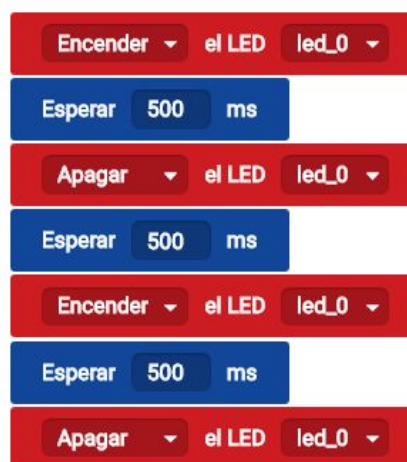 Encender el LED led_0
Esperar 500 ms
Apagar el LED led_0
Esperar 500 ms
Encender el LED led_0
Esperar 500 ms
Apagar el LED led_0